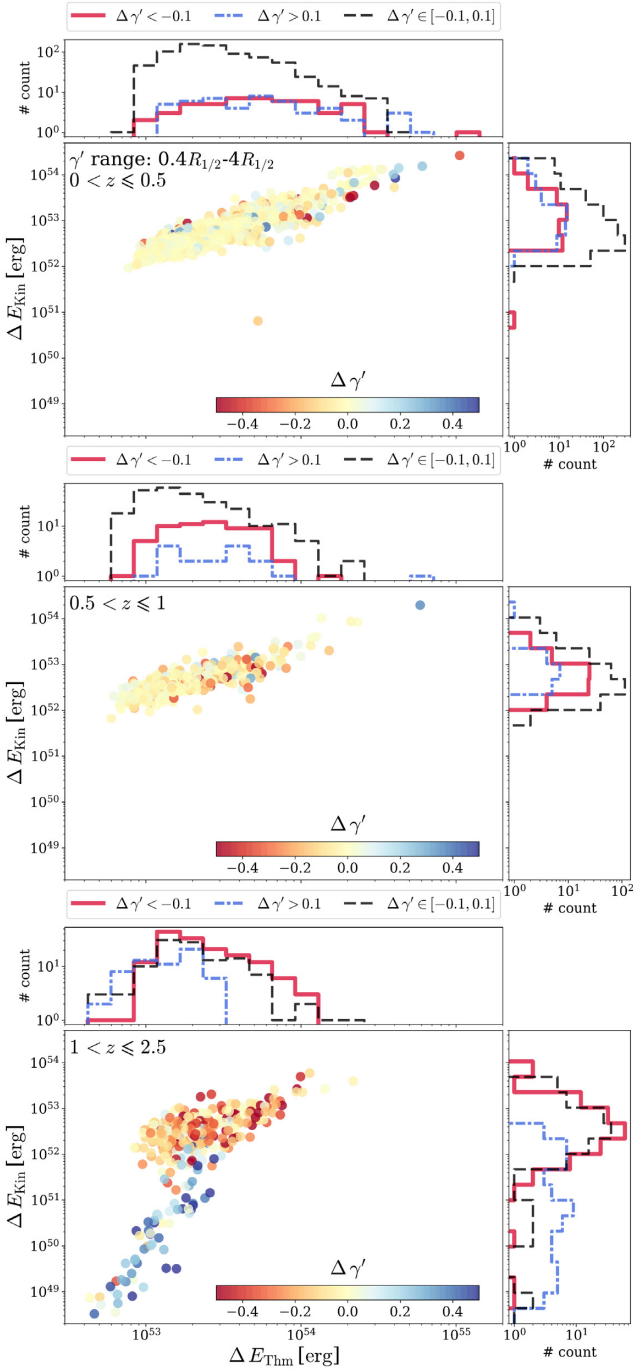 Δγ′ < −0.1 Δγ′ > 0.1 Δγ′ ∈ [−0.1, 0.1]
# count
10² 10¹ 10⁰
γ′ range: 0.4R₁/₂-4R₁/₂
0 < z ⩽ 0.5
Δ E_Kin [erg]
10⁵⁴ 10⁵³ 10⁵² 10⁵¹ 10⁵⁰ 10⁴⁹
Δγ′
−0.4 −0.2 0.0 0.2 0.4
10⁰ 10¹ 10²
# count
Δγ′ < −0.1 Δγ′ > 0.1 Δγ′ ∈ [−0.1, 0.1]
# count
10¹ 10⁰
0.5 < z ⩽ 1
Δ E_Kin [erg]
10⁵⁴ 10⁵³ 10⁵² 10⁵¹ 10⁵⁰ 10⁴⁹
Δγ′
−0.4 −0.2 0.0 0.2 0.4
10⁰ 10¹ 10²
# count
Δγ′ < −0.1 Δγ′ > 0.1 Δγ′ ∈ [−0.1, 0.1]
# count
10¹ 10⁰
1 < z ⩽ 2.5
Δ E_Kin [erg]
10⁵⁴ 10⁵³ 10⁵² 10⁵¹ 10⁵⁰ 10⁴⁹
Δγ′
−0.4 −0.2 0.0 0.2 0.4
10⁵³ 10⁵⁴ 10⁵⁵
Δ E_Thm [erg]
10⁰ 10¹
# count